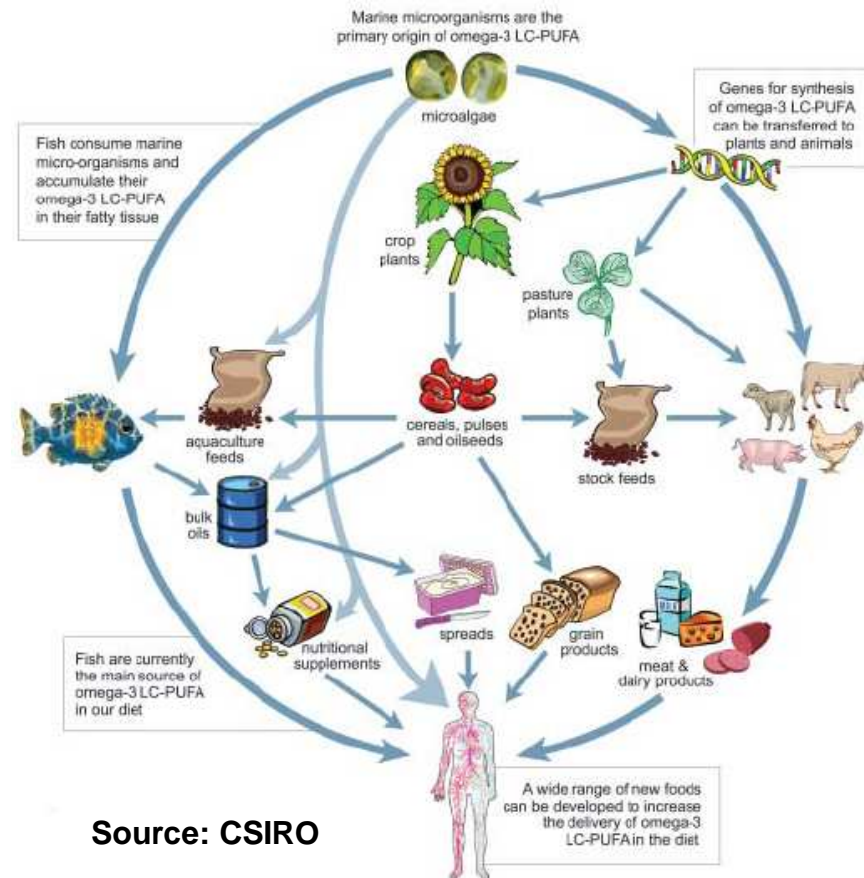 Marine microorganisms are the
primary origin of omega-3 LC-PUFA
microalgae
Genes for synthesis
of omega-3 LC-PUFA
can be transferred to
plants and animals
Fish consume marine
micro-organisms and
accumulate their
omega-3 LC-PUFA
in their fatty tissue
crop
plants
pasture
plants
aquaculture
feeds
cereals, pulses
and oilseeds
stock feeds
bulk
oils
nutritional
supplements
spreads
grain
products
meat &
dairy products
Fish are currently
the main source of
omega-3 LC-PUFA
in our diet
A wide range of new foods
can be developed to increase
the delivery of omega-3
LC-PUFA in the diet
Source: CSIRO